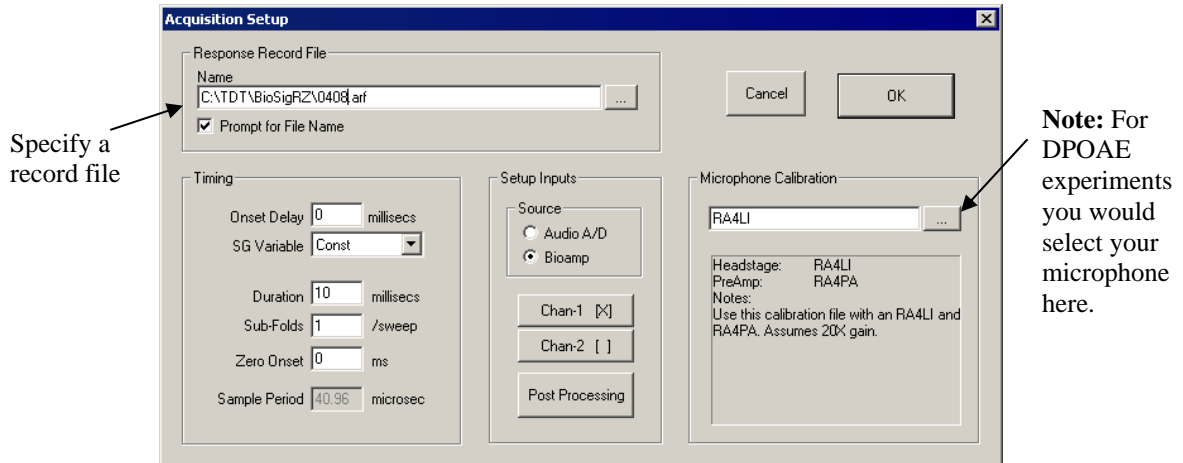 Acquisition Setup
Response Record File
Name
C:\TDT\BioSigRZ\0408.arf
...
Prompt for File Name
Cancel
OK
Specify a
record file
Timing
Onset Delay 0 millisecs
SG Variable Const
Duration 10 millisecs
Sub-Folds 1 /sweep
Zero Onset 0 ms
Sample Period 40.96 microsec
Setup Inputs
Source
Audio A/D
Bioamp
Chan-1 [X]
Chan-2 [ ]
Post Processing
Microphone Calibration
RA4LI
...
Headstage: RA4LI
PreAmp: RA4PA
Notes:
Use this calibration file with an RA4LI and
RA4PA. Assumes 20X gain.
Note: For
DPOAE
experiments
you would
select your
microphone
here.